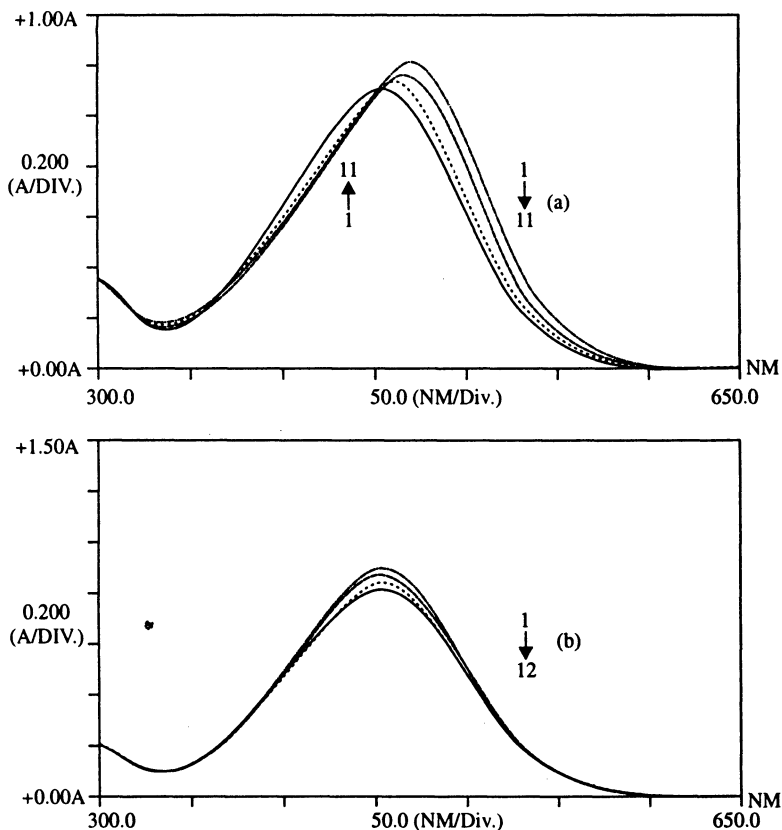 +1.00A
0.200
(A/DIV.)
11
1
1
11
(a)
+0.00A
NM
300.0
50.0 (NM/Div.)
650.0
+1.50A
0.200
(A/DIV.)
1
12
(b)
+0.00A
NM
300.0
50.0 (NM/Div.)
650.0